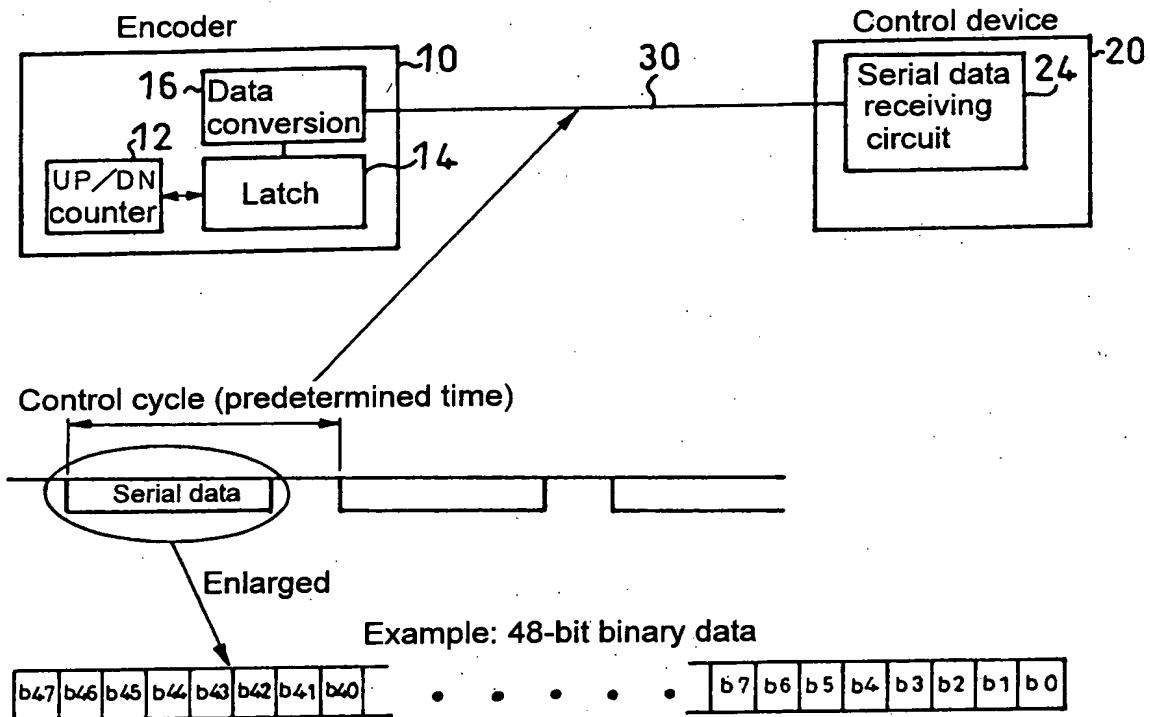 Encoder
Control device
10
16
Data
conversion
30
20
Serial data
receiving
circuit
24
12
UP/DN
counter
14
Latch
Control cycle (predetermined time)
Serial data
Enlarged
Example: 48-bit binary data
b47 b46 b45 b44 b43 b42 b41 b40 • • • • • b7 b6 b5 b4 b3 b2 b1 b0